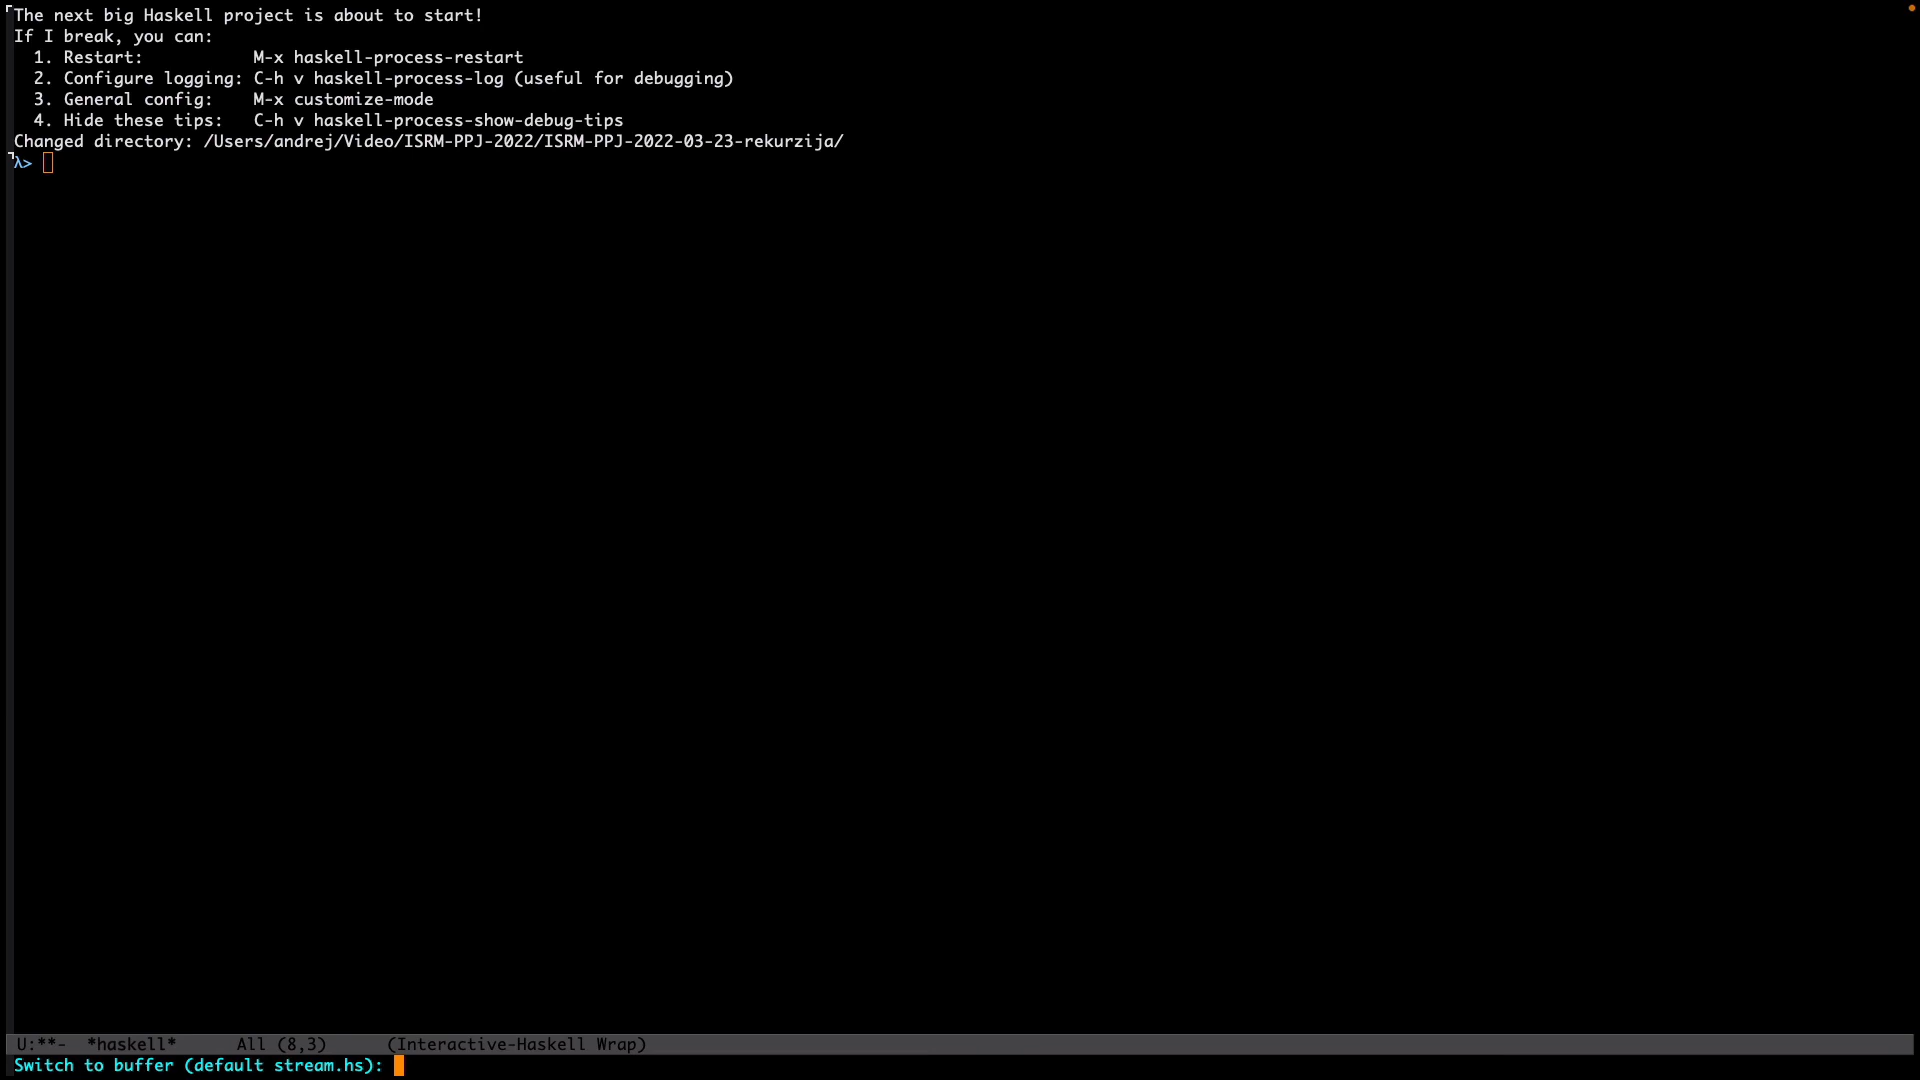 The next big Haskell project is about to start!
If I break, you can:
  1. Restart:           M-x haskell-process-restart
  2. Configure logging: C-h v haskell-process-log (useful for debugging)
  3. General config:    M-x customize-mode
  4. Hide these tips:   C-h v haskell-process-show-debug-tips
Changed directory: /Users/andrej/Video/ISRM-PPJ-2022/ISRM-PPJ-2022-03-23-rekurzija/
λ>
U:**-  *haskell*      All (8,3)      (Interactive-Haskell Wrap)
Switch to buffer (default stream.hs):